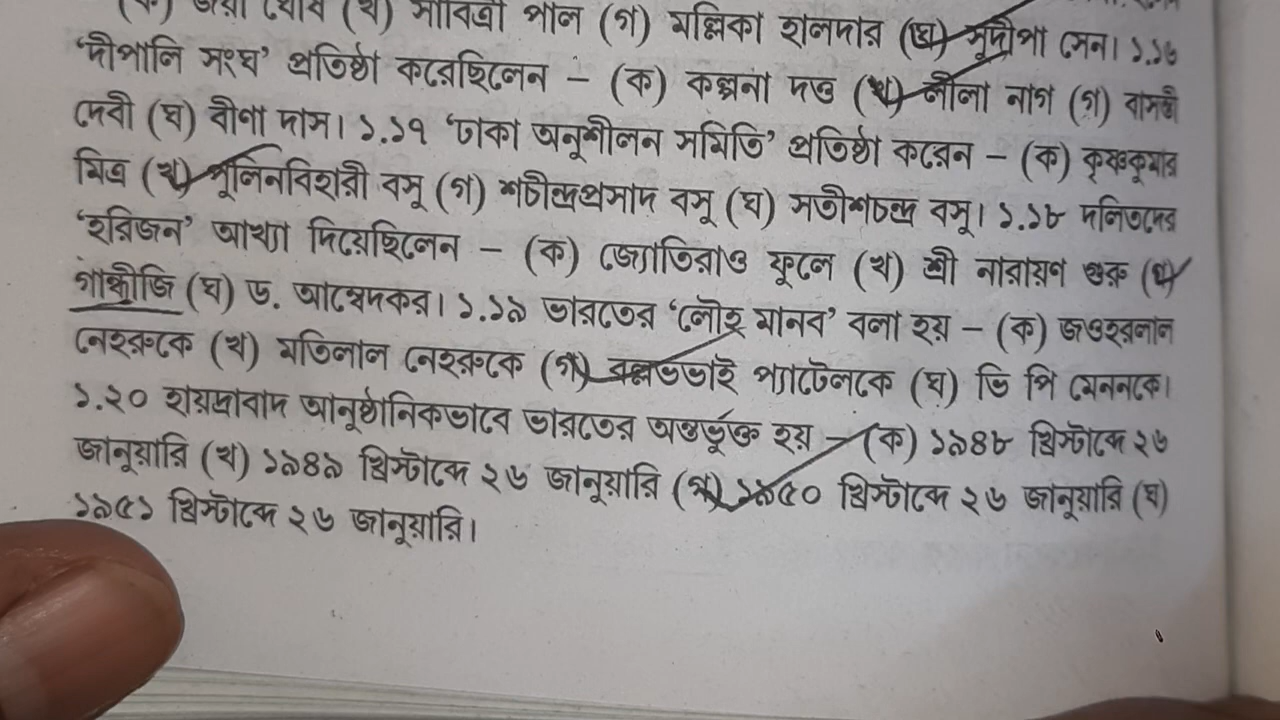 (ক) জয়া ঘোষ (খ) সাবিত্রী পাল (গ) মল্লিকা হালদার (ঘ) সুদীপা সেন। ১.১৬
‘দীপালি সংঘ’ প্রতিষ্ঠা করেছিলেন – (ক) কল্পনা দত্ত (খ) লীলা নাগ (গ) বাসন্তী
দেবী (ঘ) বীণা দাস। ১.১৭ ‘ঢাকা অনুশীলন সমিতি’ প্রতিষ্ঠা করেন – (ক) কৃষ্ণকুমার
মিত্র (খ) পুলিনবিহারী বসু (গ) শচীন্দ্রপ্রসাদ বসু (ঘ) সতীশচন্দ্র বসু। ১.১৮ দলিতদের
‘হরিজন’ আখ্যা দিয়েছিলেন – (ক) জ্যোতিরাও ফুলে (খ) শ্রী নারায়ণ গুরু (গ)
গান্ধীজি (ঘ) ড. আম্বেদকর। ১.১৯ ভারতের ‘লৌহ মানব’ বলা হয় – (ক) জওহরলাল
নেহরুকে (খ) মতিলাল নেহরুকে (গ) বল্লভভাই প্যাটেলকে (ঘ) ভি পি মেননকে।
১.২০ হায়দ্রাবাদ আনুষ্ঠানিকভাবে ভারতের অন্তর্ভুক্ত হয় – (ক) ১৯৪৮ খ্রিস্টাব্দে ২৬
জানুয়ারি (খ) ১৯৪৯ খ্রিস্টাব্দে ২৬ জানুয়ারি (গ) ১৯৫০ খ্রিস্টাব্দে ২৬ জানুয়ারি (ঘ)
১৯৫১ খ্রিস্টাব্দে ২৬ জানুয়ারি।